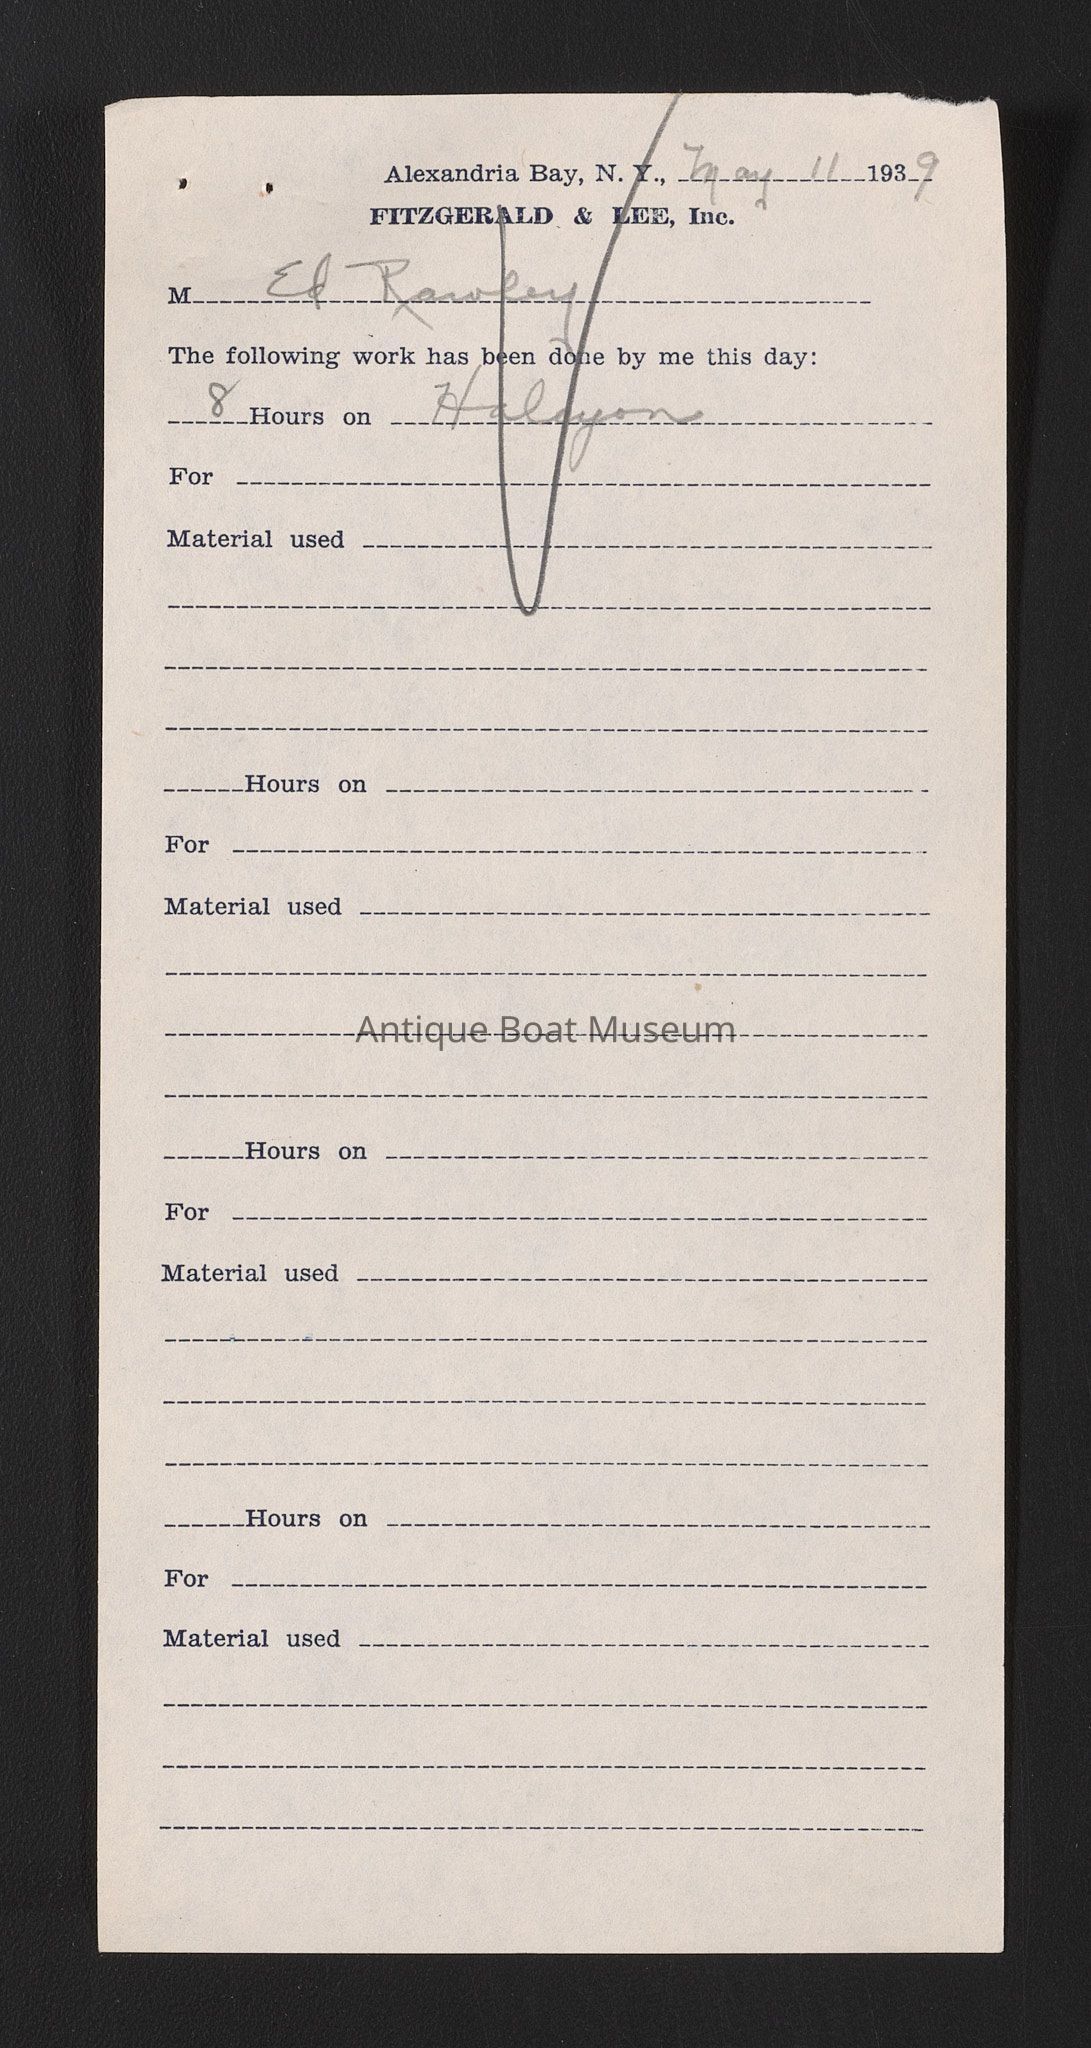 Alexandria Bay, N. Y., May 11 1939
FITZGERALD & LEE, Inc.
M Ed Rawley
The following work has been done by me this day:
8 Hours on Halcyon
For
Material used
Hours on
For
Material used
Antique Boat Museum
Hours on
For
Material used
Hours on
For
Material used